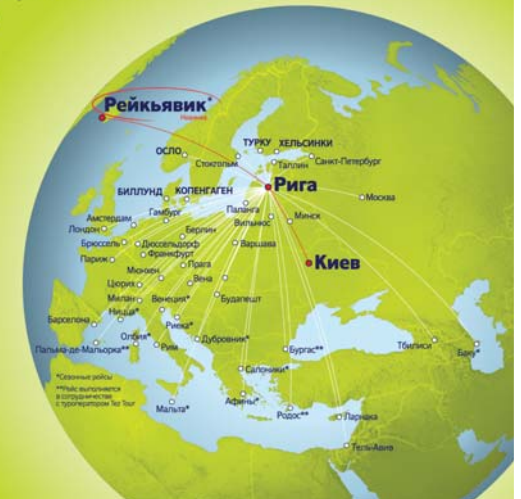 Рейкьявик*
Новинка
ОСЛО
Стокгольм
ТУРКУ
ХЕЛЬСИНКИ
Таллин
Санкт-Петербург
Рига
Москва
БИЛЛУНД
КОПЕНГАГЕН
Паланга
Вильнюс
Минск
Амстердам
Гамбург
Лондон
Берлин
Брюссель
Дюссельдорф
Варшава
Франкфурт
Киев
Париж
Прага
Мюнхен
Вена
Цюрих
Будапешт
Милан
Венеция*
Ницца*
Барселона
Риека*
Олбия*
Рим
Дубровник*
Бургас**
Тбилиси
Баку*
Пальма-де-Мальорка**
Салоники*
*Сезонные рейсы
**Рейс выполняется
в сотрудничестве
с туроператором Tez Tour
Мальта*
Афины*
Родос**
Ларнака
Тель-Авив